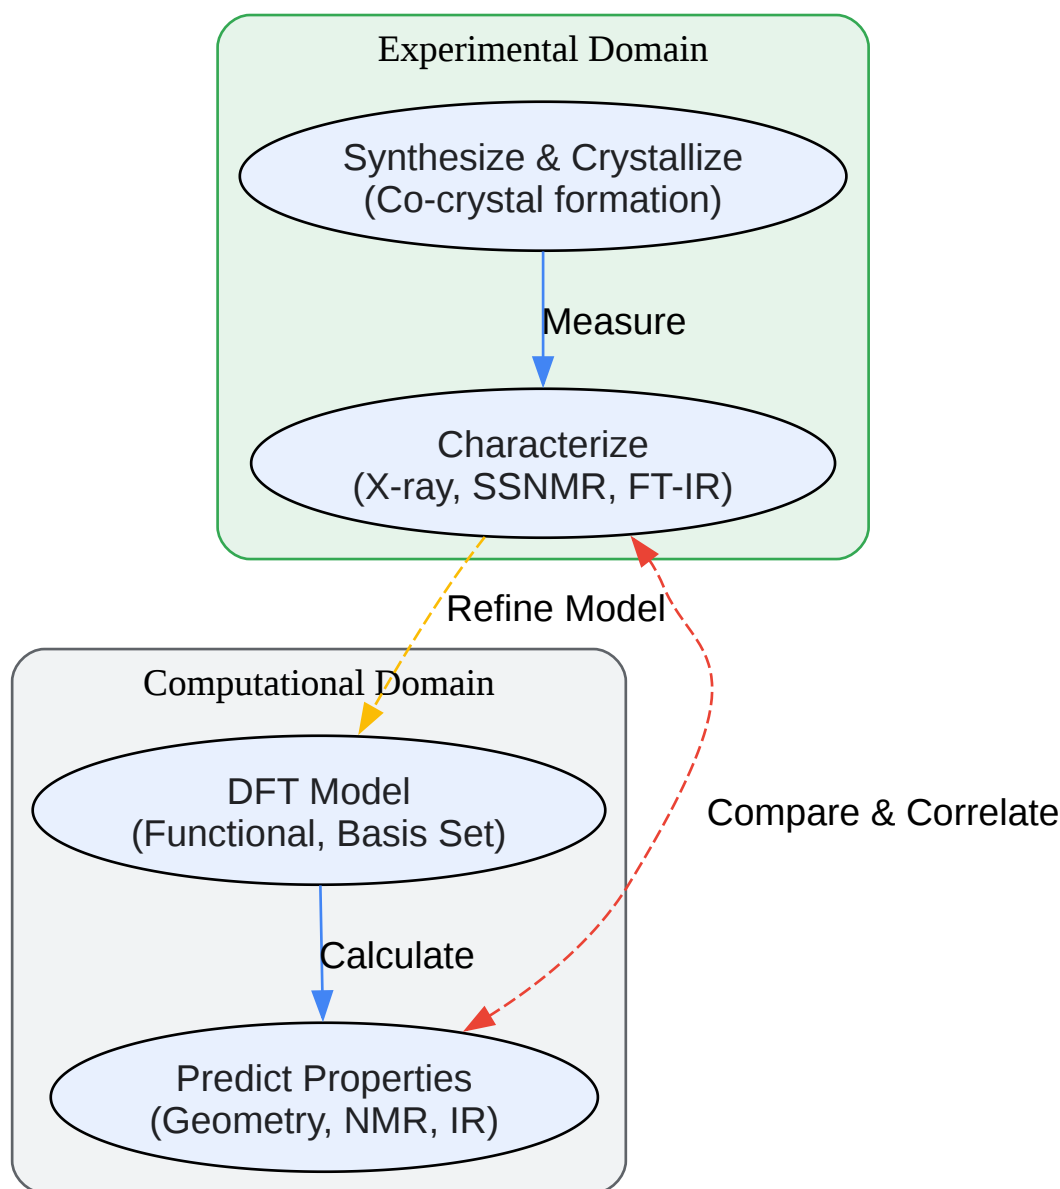 Experimental Domain
Synthesize & Crystallize
(Co-crystal formation)
Measure
Characterize
(X-ray, SSNMR, FT-IR)
Refine Model
Computational Domain
DFT Model
(Functional, Basis Set)
Compare & Correlate
Calculate
Predict Properties
(Geometry, NMR, IR)